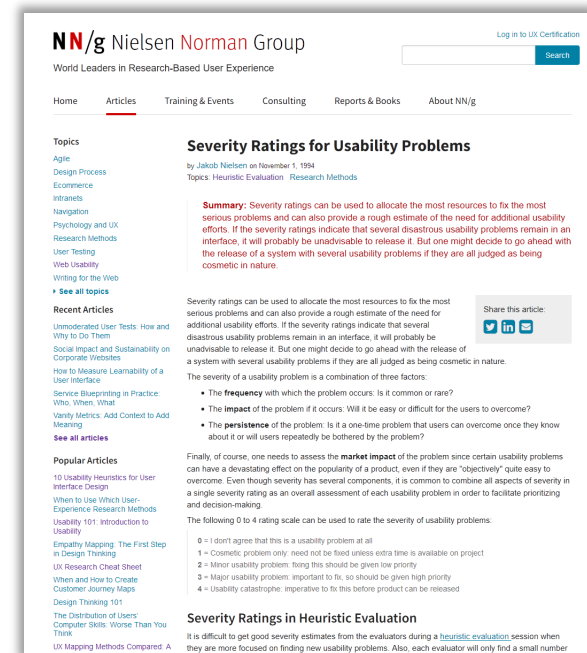 NN/g Nielsen Norman Group
World Leaders in Research-Based User Experience
Log in to UX Certification
Search
Home Articles Training & Events Consulting Reports & Books About NN/g
Topics
Agile
Design Process
Ecommerce
Intranets
Navigation
Psychology and UX
Research Methods
User Testing
Web Usability
Writing for the Web
See all topics
Recent Articles
Unmoderated User Tests: How and
Why to Do Them
Social Impact and Sustainability on
Corporate Websites
How to Measure Learnability of a
User Interface
Service Blueprinting in Practice:
Who, When, What
Vanity Metrics: Add Context to Add
Meaning
See all articles
Popular Articles
10 Usability Heuristics for User
Interface Design
When to Use Which User-
Experience Research Methods
Usability 101: Introduction to
Usability
Empathy Mapping: The First Step
in Design Thinking
UX Research Cheat Sheet
When and How to Create
Customer Journey Maps
Design Thinking 101
The Distribution of Users'
Computer Skills: Worse Than You
Think
UX Mapping Methods Compared: A
Severity Ratings for Usability Problems
by Jakob Nielsen on November 1, 1994
Topics: Heuristic Evaluation Research Methods
Summary: Severity ratings can be used to allocate the most resources to fix the most
serious problems and can also provide a rough estimate of the need for additional usability
efforts. If the severity ratings indicate that several disastrous usability problems remain in an
interface, it will probably be unadvisable to release it. But one might decide to go ahead with
the release of a system with several usability problems if they are all judged as being
cosmetic in nature.
Severity ratings can be used to allocate the most resources to fix the most
serious problems and can also provide a rough estimate of the need for
additional usability efforts. If the severity ratings indicate that several
disastrous usability problems remain in an interface, it will probably be
unadvisable to release it. But one might decide to go ahead with the release of
a system with several usability problems if they are all judged as being cosmetic in nature.
Share this article:
The severity of a usability problem is a combination of three factors:
• The frequency with which the problem occurs: Is it common or rare?
• The impact of the problem if it occurs: Will it be easy or difficult for the users to overcome?
• The persistence of the problem: Is it a one-time problem that users can overcome once they know
about it or will users repeatedly be bothered by the problem?
Finally, of course, one needs to assess the market impact of the problem since certain usability problems
can have a devastating effect on the popularity of a product, even if they are "objectively" quite easy to
overcome. Even though severity has several components, it is common to combine all aspects of severity in
a single severity rating as an overall assessment of each usability problem in order to facilitate prioritizing
and decision-making.
The following 0 to 4 rating scale can be used to rate the severity of usability problems:
0 = I don't agree that this is a usability problem at all
1 = Cosmetic problem only: need not be fixed unless extra time is available on project
2 = Minor usability problem: fixing this should be given low priority
3 = Major usability problem: important to fix, so should be given high priority
4 = Usability catastrophe: imperative to fix this before product can be released
Severity Ratings in Heuristic Evaluation
It is difficult to get good severity estimates from the evaluators during a heuristic evaluation session when
they are more focused on finding new usability problems. Also, each evaluator will only find a small number